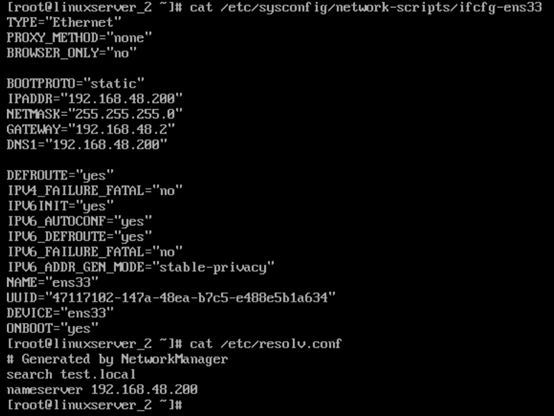 [root@linuxserver_2 ~]# cat /etc/sysconfig/network-scripts/ifcfg-ens33
TYPE="Ethernet"
PROXY_METHOD="none"
BROWSER_ONLY="no"
BOOTPROTO="static"
IPADDR="192.168.48.200"
NETMASK="255.255.255.0"
GATEWAY="192.168.48.2"
DNS1="192.168.48.200"
DEFROUTE="yes"
IPV4_FAILURE_FATAL="no"
IPV6INIT="yes"
IPV6_AUTOCONF="yes"
IPV6_DEFROUTE="yes"
IPV6_FAILURE_FATAL="no"
IPV6_ADDR_GEN_MODE="stable-privacy"
NAME="ens33"
UUID="47117102-147a-48ea-b7c5-e488e5b1a634"
DEVICE="ens33"
ONBOOT="yes"
[root@linuxserver_2 ~]# cat /etc/resolv.conf
# Generated by NetworkManager
search test.local
nameserver 192.168.48.200
[root@linuxserver_2 ~]#